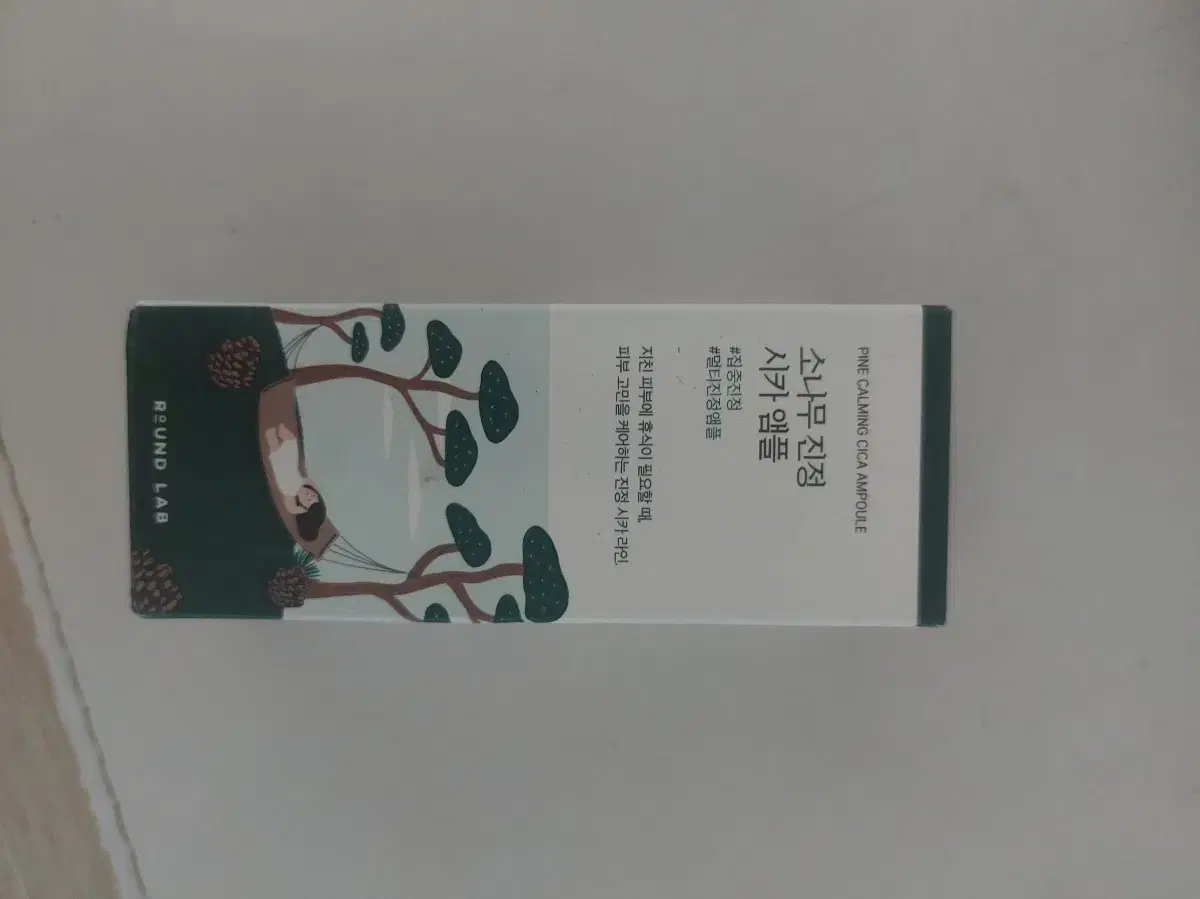 PINE CALMING CICA AMPOULE
소나무 진정
시카 앰플
#집중진정
#멀티진정앰플
-
지친 피부에 휴식이 필요할 때,
피부 고민을 케어하는 진정 시카 라인.
ROUND LAB